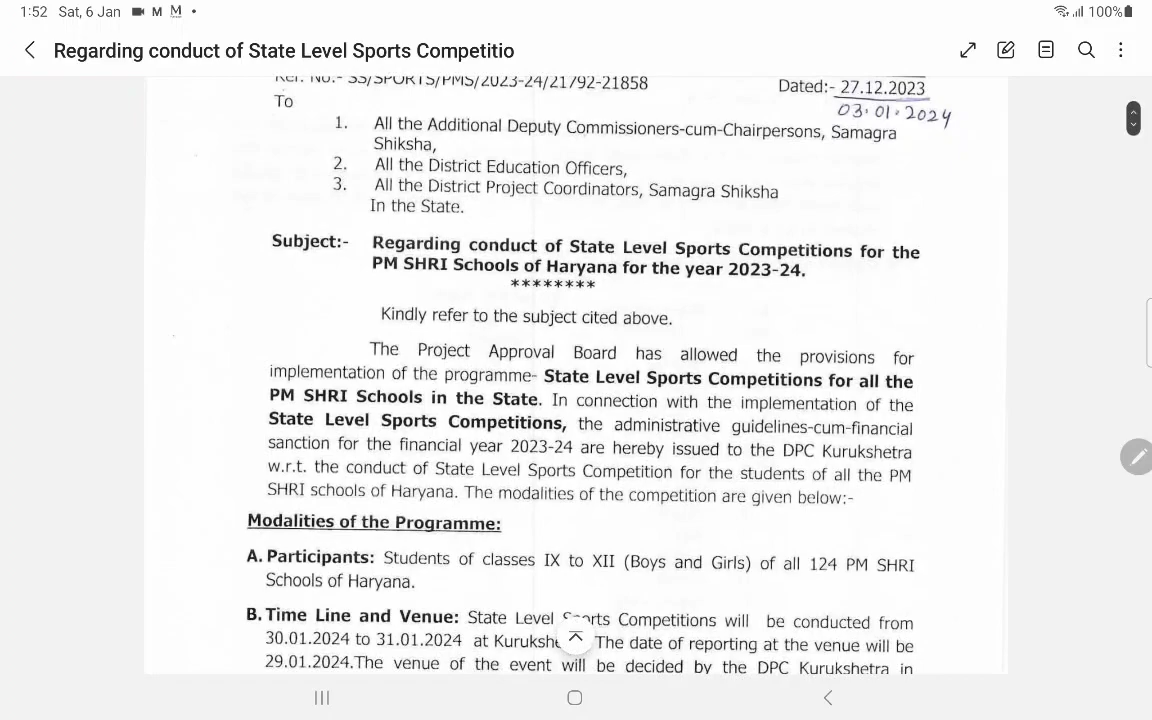 1:52 Sat, 6 Jan M M •
100%
Regarding conduct of State Level Sports Competitio
Ref. No.- SS/SPORTS/PMS/2023-24/21792-21858
Dated:- 27.12.2023
03.01.2024
To
1. All the Additional Deputy Commissioners-cum-Chairpersons, Samagra
Shiksha,
2. All the District Education Officers,
3. All the District Project Coordinators, Samagra Shiksha
In the State.
Subject:- Regarding conduct of State Level Sports Competitions for the
PM SHRI Schools of Haryana for the year 2023-24.
********
Kindly refer to the subject cited above.
The Project Approval Board has allowed the provisions for
implementation of the programme- State Level Sports Competitions for all the
PM SHRI Schools in the State. In connection with the implementation of the
State Level Sports Competitions, the administrative guidelines-cum-financial
sanction for the financial year 2023-24 are hereby issued to the DPC Kurukshetra
w.r.t. the conduct of State Level Sports Competition for the students of all the PM
SHRI schools of Haryana. The modalities of the competition are given below:-
Modalities of the Programme:
A. Participants: Students of classes IX to XII (Boys and Girls) of all 124 PM SHRI
Schools of Haryana.
B. Time Line and Venue: State Level Sports Competitions will be conducted from
30.01.2024 to 31.01.2024 at Kurukshe The date of reporting at the venue will be
29.01.2024.The venue of the event will be decided by the DPC Kurukshetra in